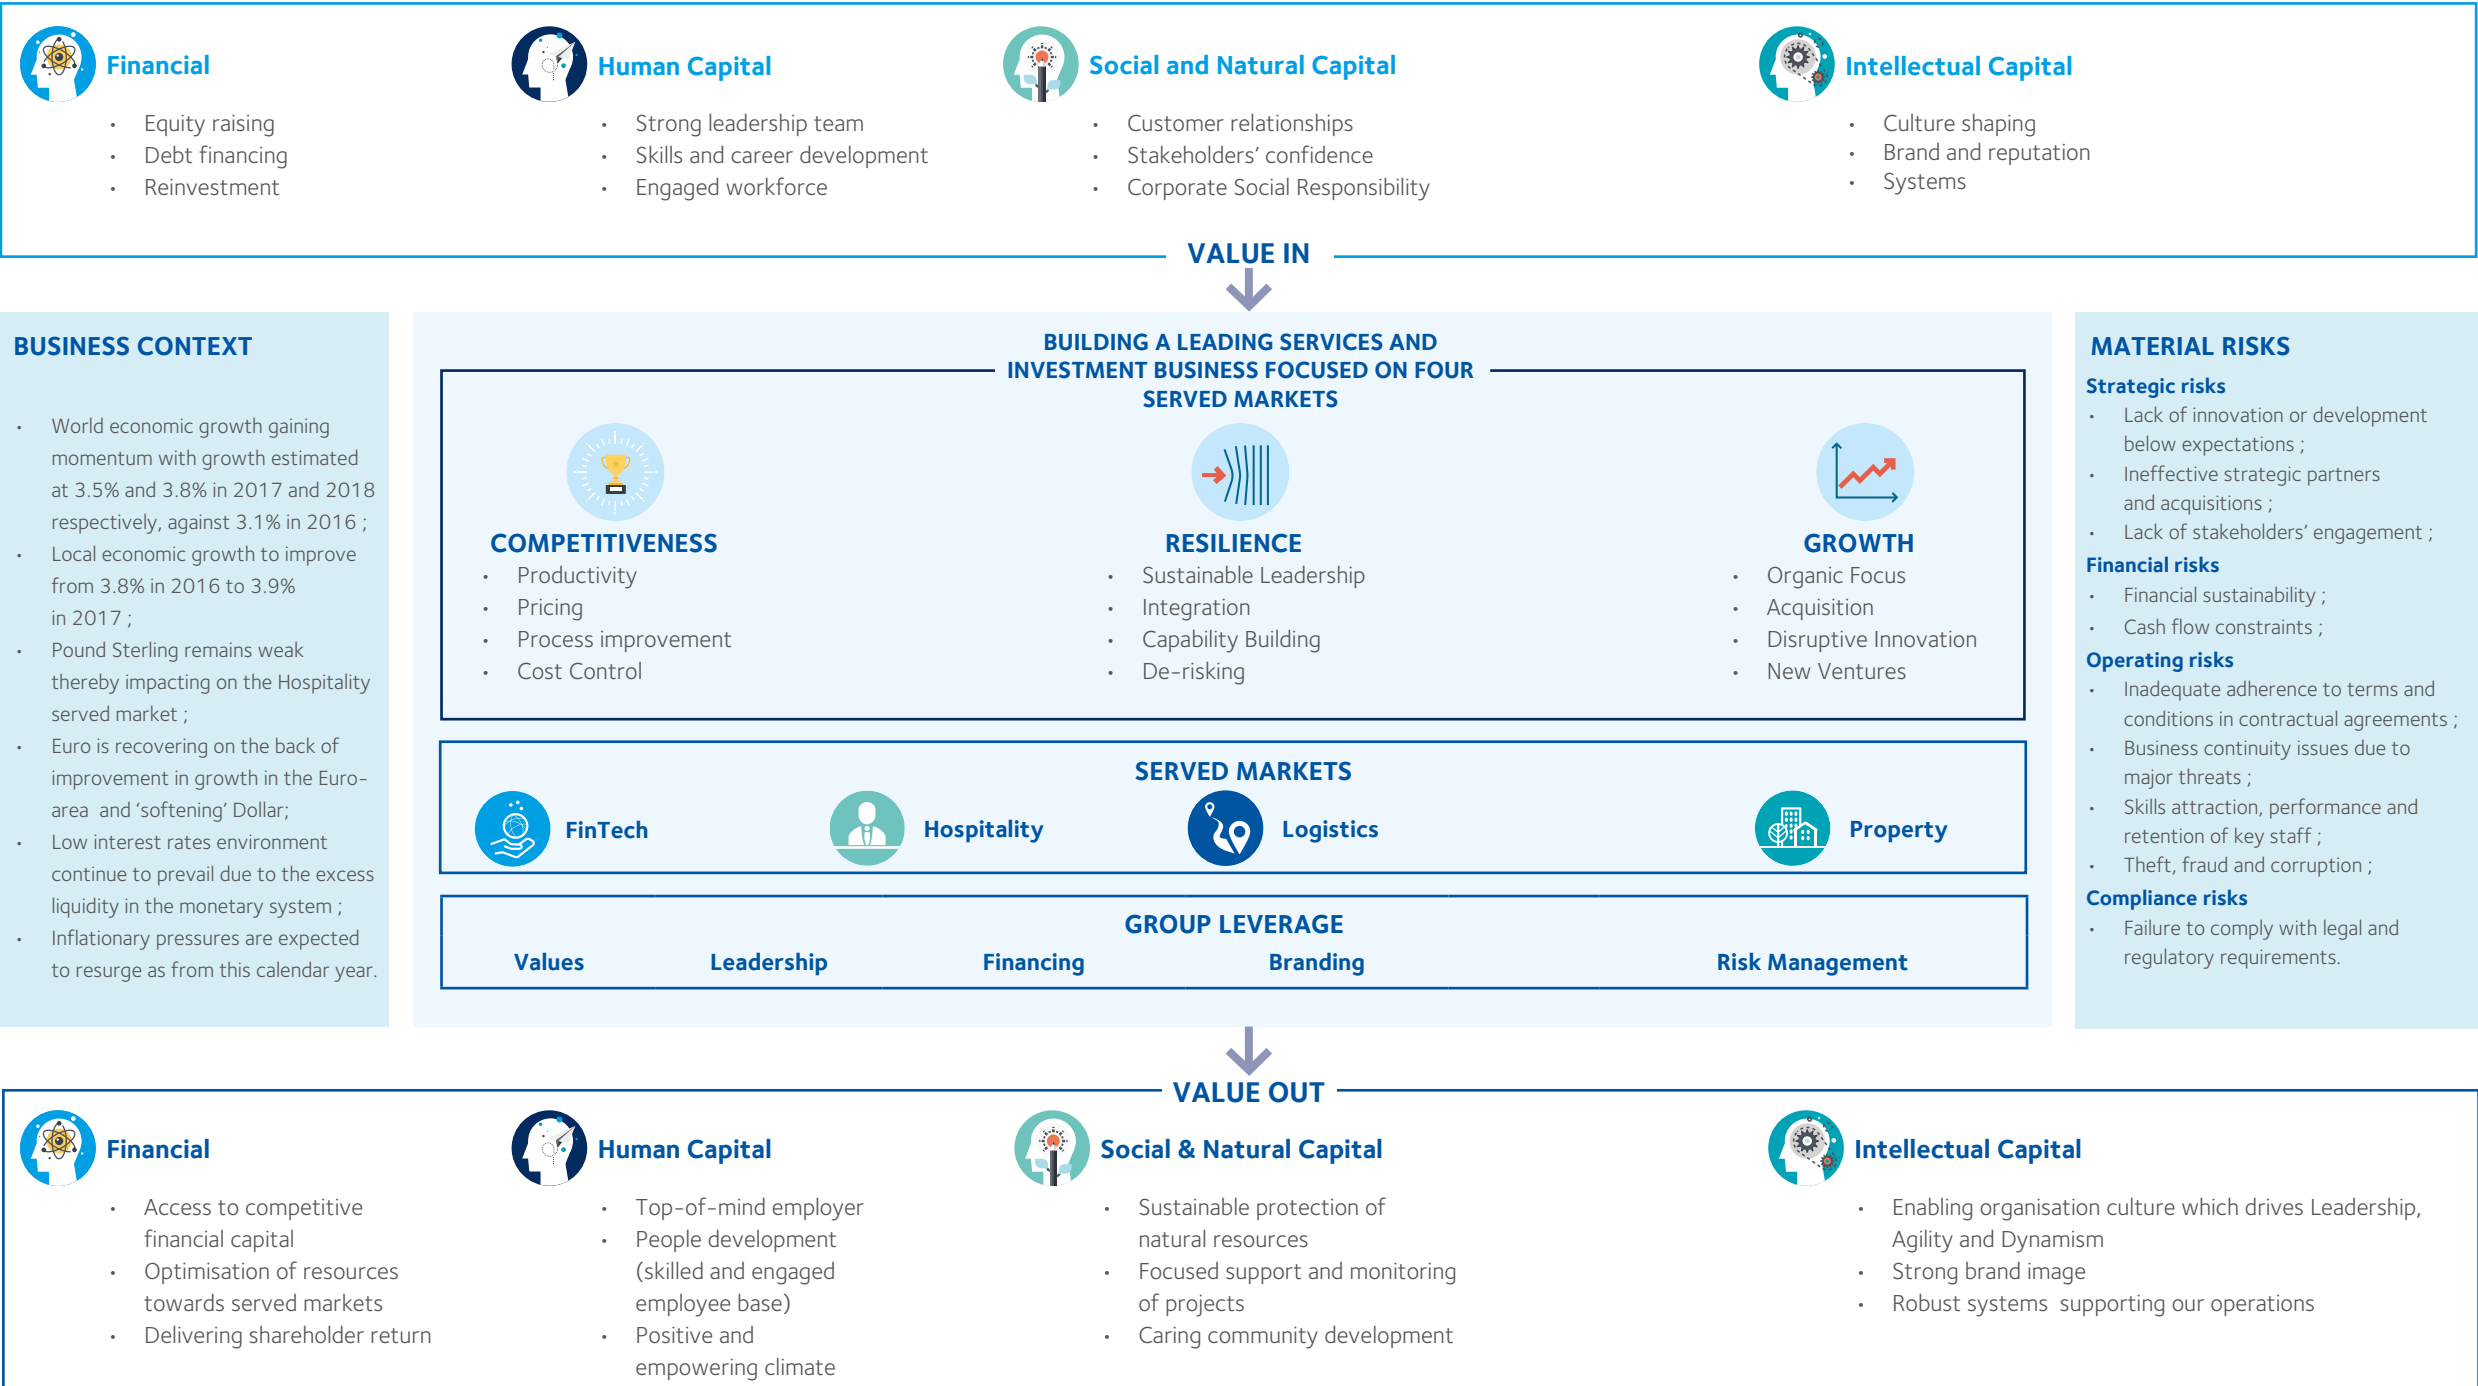 Financial
• Equity raising
• Debt financing
• Reinvestment
Human Capital
• Strong leadership team
• Skills and career development
• Engaged workforce
Social and Natural Capital
• Customer relationships
• Stakeholders’ confidence
• Corporate Social Responsibility
Intellectual Capital
• Culture shaping
• Brand and reputation
• Systems
VALUE IN
BUSINESS CONTEXT
• World economic growth gaining
momentum with growth estimated
at 3.5% and 3.8% in 2017 and 2018
respectively, against 3.1% in 2016 ;
• Local economic growth to improve
from 3.8% in 2016 to 3.9%
in 2017 ;
• Pound Sterling remains weak
thereby impacting on the Hospitality
served market ;
• Euro is recovering on the back of
improvement in growth in the Euro-
area and ‘softening’ Dollar;
• Low interest rates environment
continue to prevail due to the excess
liquidity in the monetary system ;
• Inflationary pressures are expected
to resurge as from this calendar year.
BUILDING A LEADING SERVICES AND
INVESTMENT BUSINESS FOCUSED ON FOUR
SERVED MARKETS
COMPETITIVENESS
• Productivity
• Pricing
• Process improvement
• Cost Control
RESILIENCE
• Sustainable Leadership
• Integration
• Capability Building
• De-risking
GROWTH
• Organic Focus
• Acquisition
• Disruptive Innovation
• New Ventures
SERVED MARKETS
FinTech
Hospitality
Logistics
Property
GROUP LEVERAGE
Values
Leadership
Financing
Branding
Risk Management
MATERIAL RISKS
Strategic risks
• Lack of innovation or development
below expectations ;
• Ineffective strategic partners
and acquisitions ;
• Lack of stakeholders’ engagement ;
Financial risks
• Financial sustainability ;
• Cash flow constraints ;
Operating risks
• Inadequate adherence to terms and
conditions in contractual agreements ;
• Business continuity issues due to
major threats ;
• Skills attraction, performance and
retention of key staff ;
• Theft, fraud and corruption ;
Compliance risks
• Failure to comply with legal and
regulatory requirements.
VALUE OUT
Financial
• Access to competitive
financial capital
• Optimisation of resources
towards served markets
• Delivering shareholder return
Human Capital
• Top-of-mind employer
• People development
(skilled and engaged
employee base)
• Positive and
empowering climate
Social & Natural Capital
• Sustainable protection of
natural resources
• Focused support and monitoring
of projects
• Caring community development
Intellectual Capital
• Enabling organisation culture which drives Leadership,
Agility and Dynamism
• Strong brand image
• Robust systems supporting our operations